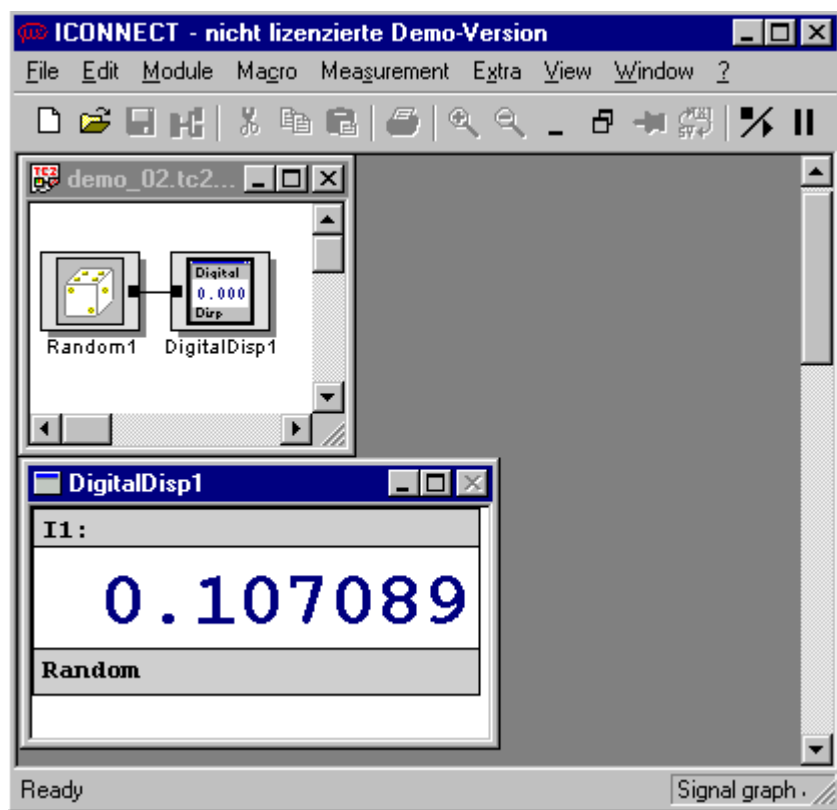 ICONNECT - nicht lizenzierte Demo-Version
File Edit Module Macro Measurement Extra View Window ?
demo_02.tc2...
Digital
0.000
Disp
Random1 DigitalDisp1
DigitalDisp1
I1:
0.107089
Random
Ready Signal graph